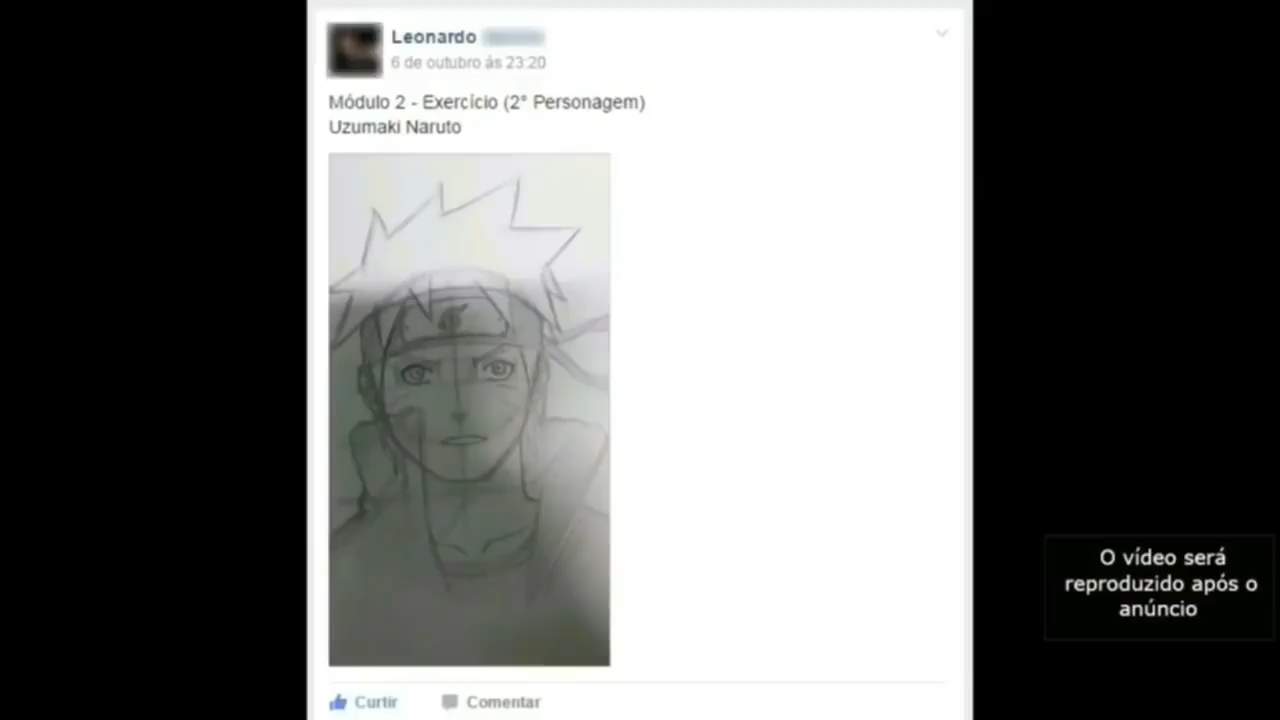 Leonardo
6 de outubro ás 23:20
Módulo 2 - Exercício (2° Personagem)
Uzumaki Naruto
O vídeo será
reproduzido após o
anúncio
Curtir
Comentar